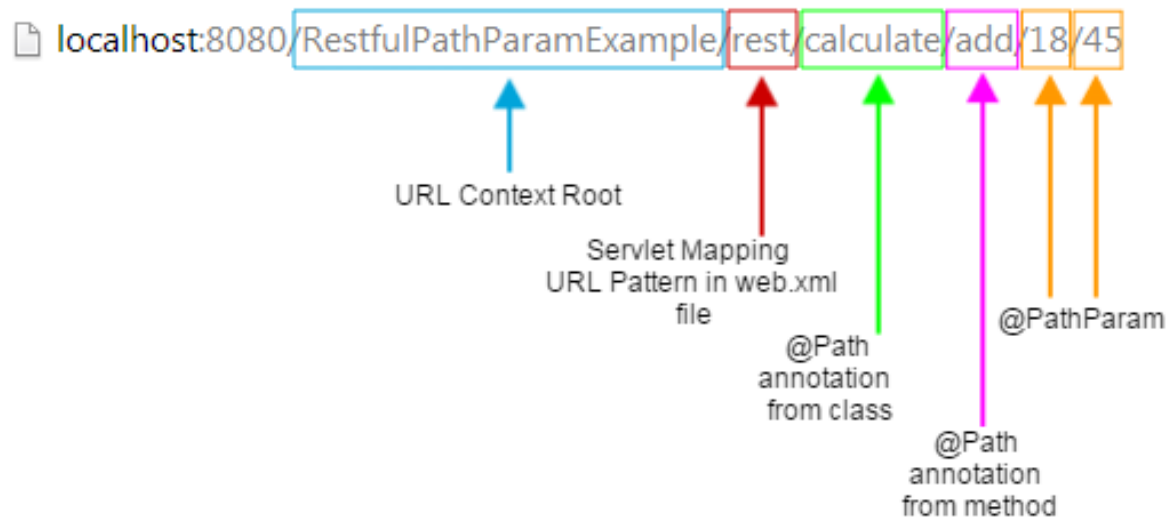 localhost:8080/RestfulPathParamExample/rest/calculate/add/18/45
URL Context Root
Servlet Mapping
URL Pattern in web.xml
file
@PathParam
@Path
annotation
from class
@Path
annotation
from method